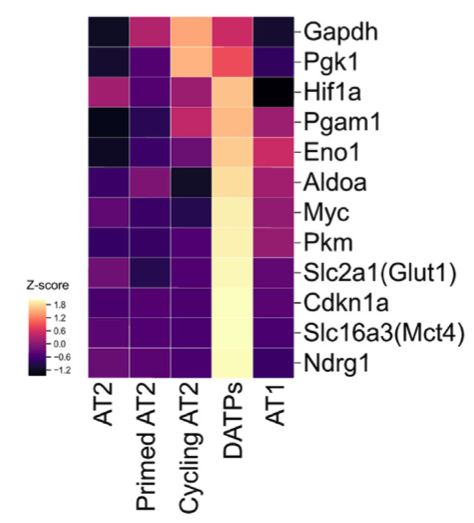 Gapdh
Pgk1
Hif1a
Pgam1
Eno1
Aldoa
Myc
Pkm
Slc2a1(Glut1)
Cdkn1a
Slc16a3(Mct4)
Ndrg1
Z-score
1.8
1.2
0.6
0.0
−0.6
−1.2
AT2
Primed AT2
Cycling AT2
DATPs
AT1